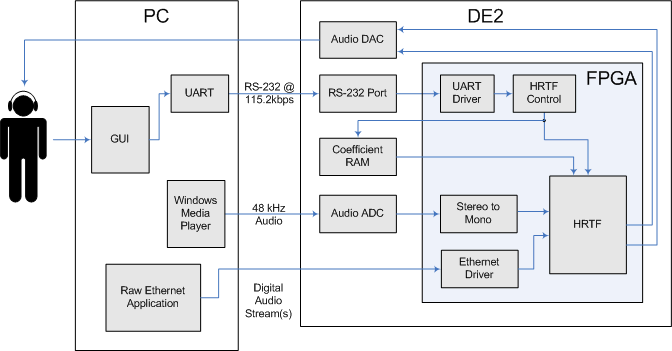 PC
DE2
Audio DAC
FPGA
UART
RS-232 @
115.2kbps
RS-232 Port
UART
Driver
HRTF
Control
GUI
Coefficient
RAM
Windows
Media
Player
48 kHz
Audio
Audio ADC
Stereo to
Mono
HRTF
Raw Ethernet
Application
Digital
Audio
Stream(s)
Ethernet
Driver